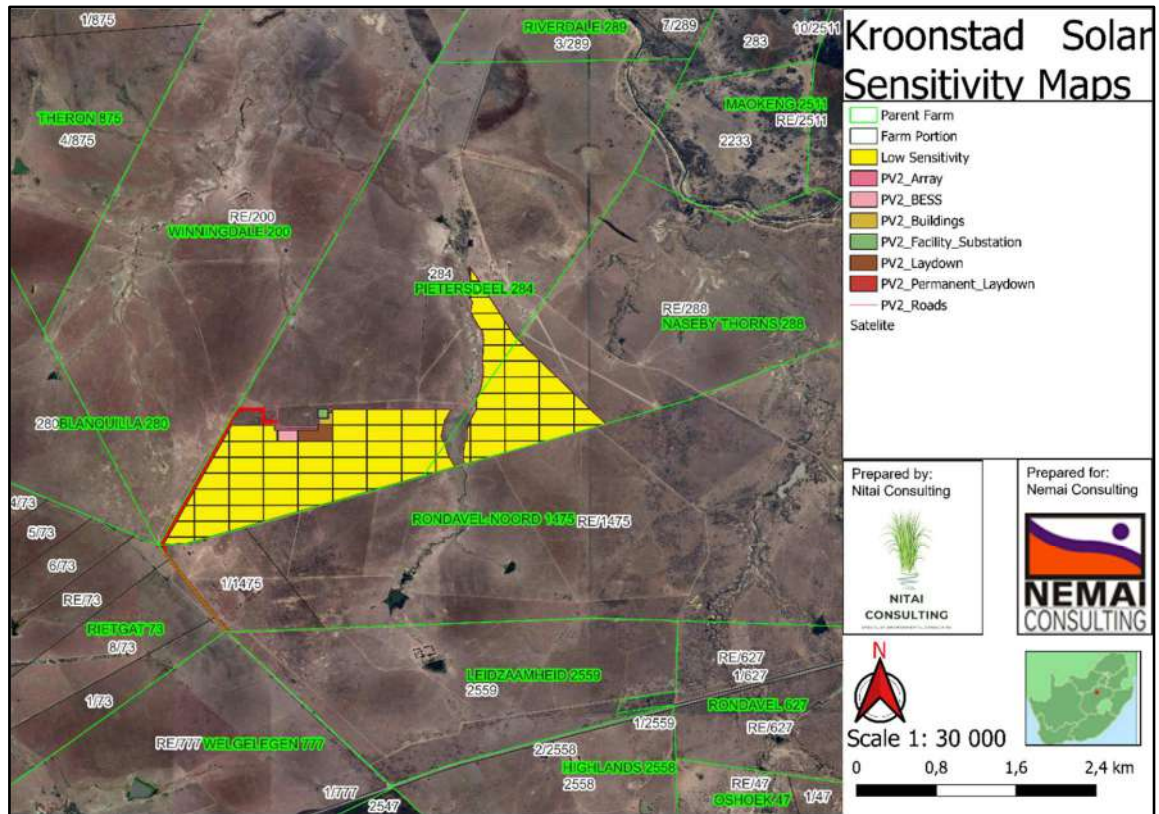 Kroonstad Solar
Sensitivity Maps
Parent Farm
Farm Portion
Low Sensitivity
PV2_Array
PV2_BESS
PV2_Buildings
PV2_Facility_Substation
PV2_Laydown
PV2_Permanent_Laydown
PV2_Roads
Satelite
Prepared by:
Nitai Consulting
NITAI
CONSULTING
Prepared for:
Nemai Consulting
NEMAI
CONSULTING
N
Scale 1: 30 000
0 0,8 1,6 2,4 km
1/875
RIVERDALE 289
3/289
7/289
283
10/2511
THERON 875
4/875
MAOKENG 2511
RE/2511
2233
RE/200
WINNINGDALE 200
284
PIETERSDEEL 284
RE/288
NASEBY THORNS 288
280
BLANQUILLA 280
4/73
5/73
6/73
RE/73
RIETGAT 73
8/73
1/73
RONDAVEL NOORD 1475
RE/1475
1/1475
LEIDZAAMHEID 2559
2559
RE/627
1/627
RONDAVEL 627
RE/627
1/2559
RE/777
WELGELEGEN 777
2/2558
HIGHLANDS 2558
2558
1/777
2547
RE/47
OSHOEK 47
1/47